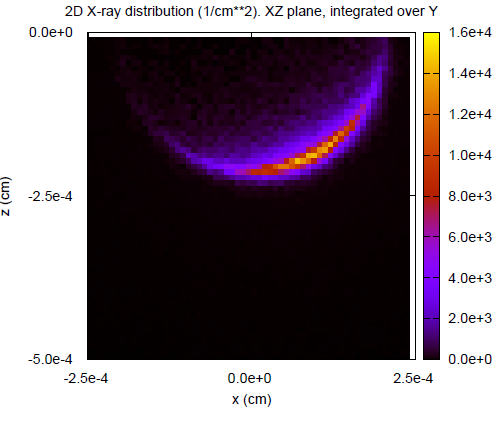 2D X-ray distribution (1/cm**2). XZ plane, integrated over Y
0.0e+0
-2.5e-4
-5.0e-4
z (cm)
-2.5e-4 0.0e+0 2.5e-4
x (cm)
1.6e+4
1.4e+4
1.2e+4
1.0e+4
8.0e+3
6.0e+3
4.0e+3
2.0e+3
0.0e+0